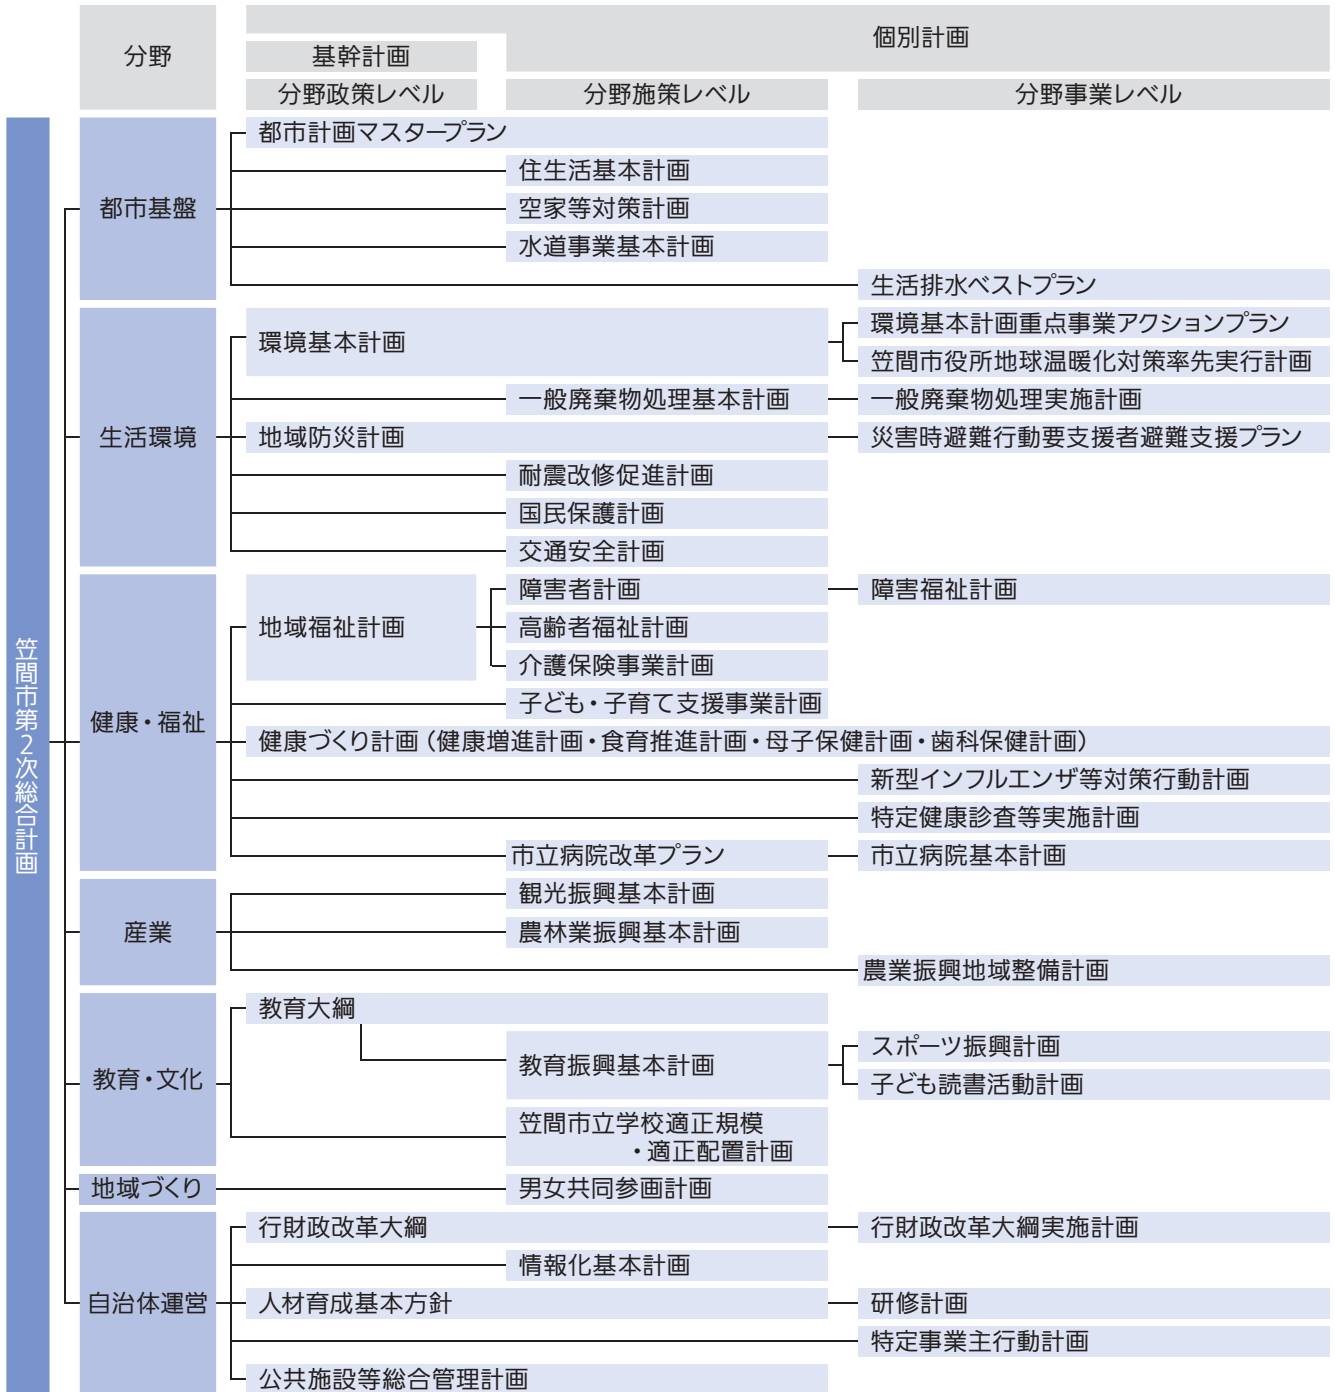 分野
個別計画
基幹計画
分野政策レベル
分野施策レベル
分野事業レベル
笠間市第2次総合計画
都市基盤
都市計画マスタープラン
住生活基本計画
空家等対策計画
水道事業基本計画
生活排水ベストプラン
生活環境
環境基本計画
環境基本計画重点事業アクションプラン
笠間市役所地球温暖化対策率先実行計画
一般廃棄物処理基本計画
一般廃棄物処理実施計画
地域防災計画
災害時避難行動要支援者避難支援プラン
耐震改修促進計画
国民保護計画
交通安全計画
健康・福祉
地域福祉計画
障害者計画
障害福祉計画
高齢者福祉計画
介護保険事業計画
子ども・子育て支援事業計画
健康づくり計画（健康増進計画・食育推進計画・母子保健計画・歯科保健計画）
新型インフルエンザ等対策行動計画
特定健康診査等実施計画
市立病院改革プラン
市立病院基本計画
産業
観光振興基本計画
農林業振興基本計画
農業振興地域整備計画
教育・文化
教育大綱
教育振興基本計画
スポーツ振興計画
子ども読書活動計画
笠間市立学校適正規模
・適正配置計画
地域づくり
男女共同参画計画
自治体運営
行財政改革大綱
行財政改革大綱実施計画
情報化基本計画
人材育成基本方針
研修計画
特定事業主行動計画
公共施設等総合管理計画